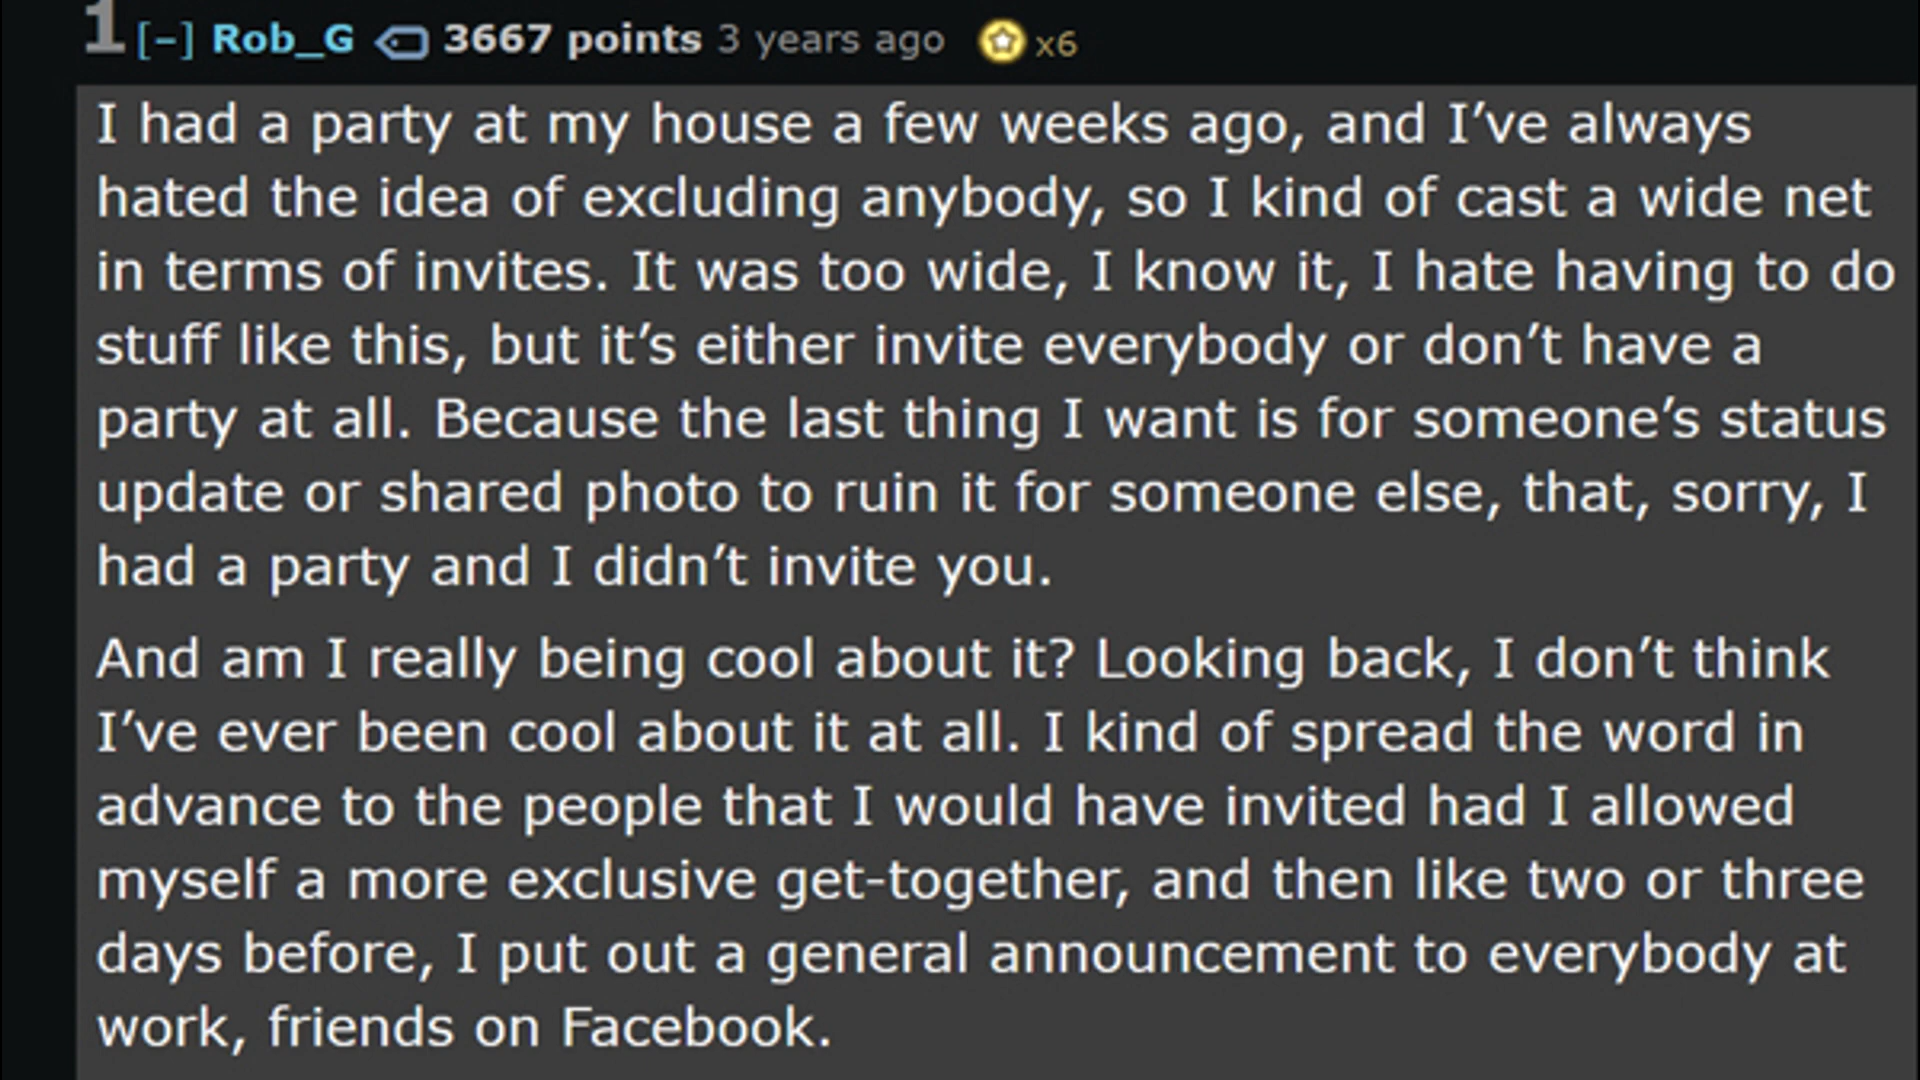 1 [–] Rob_G 3667 points 3 years ago x6
I had a party at my house a few weeks ago, and I’ve always
hated the idea of excluding anybody, so I kind of cast a wide net
in terms of invites. It was too wide, I know it, I hate having to do
stuff like this, but it’s either invite everybody or don’t have a
party at all. Because the last thing I want is for someone’s status
update or shared photo to ruin it for someone else, that, sorry, I
had a party and I didn’t invite you.
And am I really being cool about it? Looking back, I don’t think
I’ve ever been cool about it at all. I kind of spread the word in
advance to the people that I would have invited had I allowed
myself a more exclusive get-together, and then like two or three
days before, I put out a general announcement to everybody at
work, friends on Facebook.